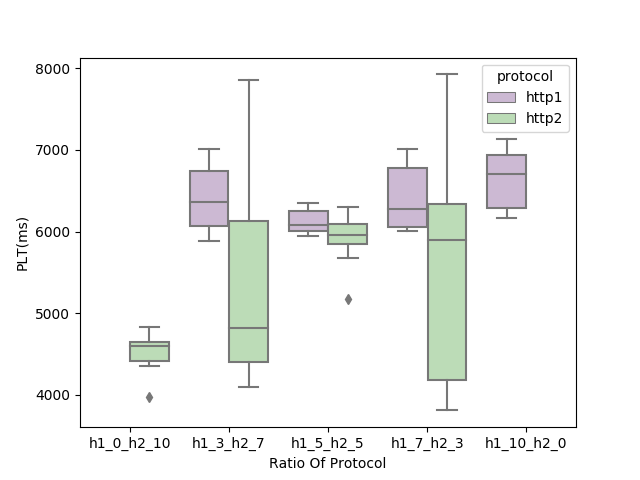 protocol
http1
http2
8000
7000
6000
5000
4000
PLT(ms)
h1_0_h2_10 h1_3_h2_7 h1_5_h2_5 h1_7_h2_3 h1_10_h2_0
Ratio Of Protocol